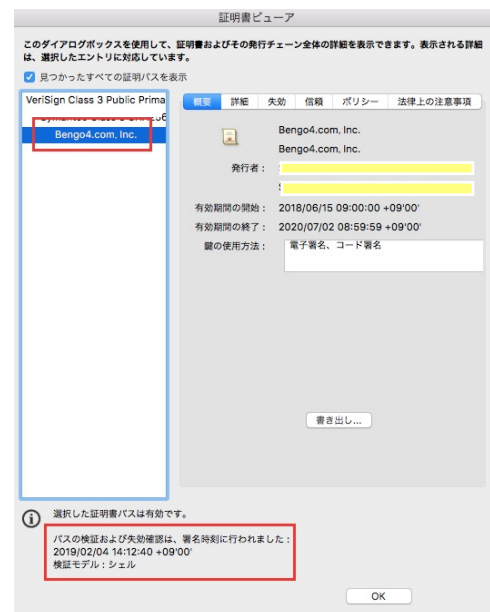 証明書ビューア
このダイアログボックスを使用して、証明書およびその発行チェーン全体の詳細を表示できます。表示される詳細
は、選択したエントリに対応しています。
見つかったすべての証明パスを表示
VeriSign Class 3 Public Prima
Bengo4.com, Inc.
概要 詳細 失効 信頼 ポリシー 法律上の注意事項
Bengo4.com, Inc.
Bengo4.com, Inc.
発行者：
有効期間の開始： 2018/06/15 09:00:00 +09'00'
有効期間の終了： 2020/07/02 08:59:59 +09'00'
鍵の使用方法： 電子署名、コード署名
書き出し...
選択した証明書パスは有効です。
パスの検証および失効確認は、署名時刻に行われました：
2019/02/04 14:12:40 +09'00'
検証モデル：シェル
OK